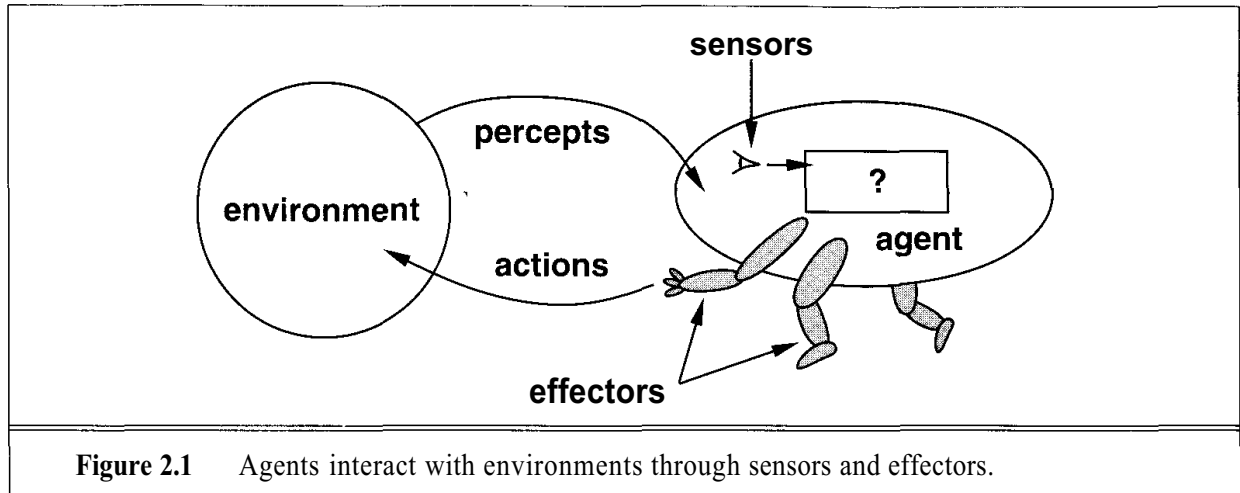 sensors
percepts
?
environment
agent
actions
effectors
Figure 2.1 Agents interact with environments through sensors and effectors.